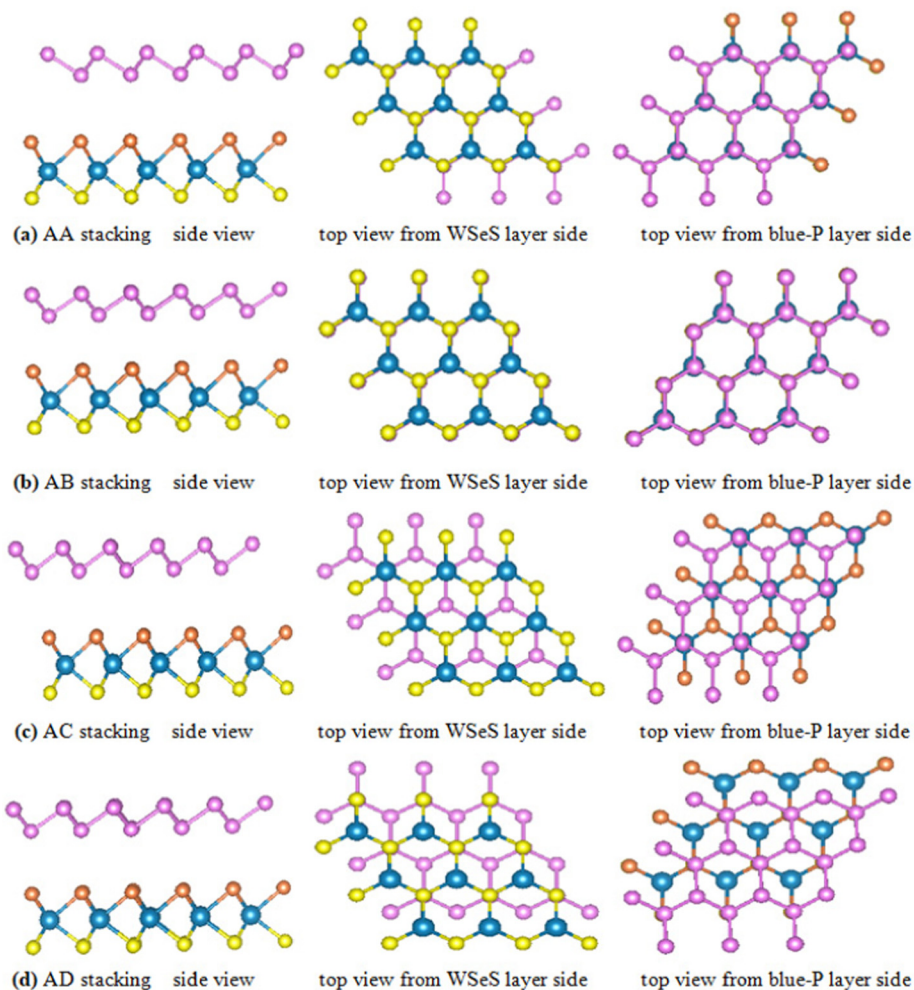 (a) AA stacking side view top view from WSeS layer side top view from blue-P layer side
(b) AB stacking side view top view from WSeS layer side top view from blue-P layer side
(c) AC stacking side view top view from WSeS layer side top view from blue-P layer side
(d) AD stacking side view top view from WSeS layer side top view from blue-P layer side